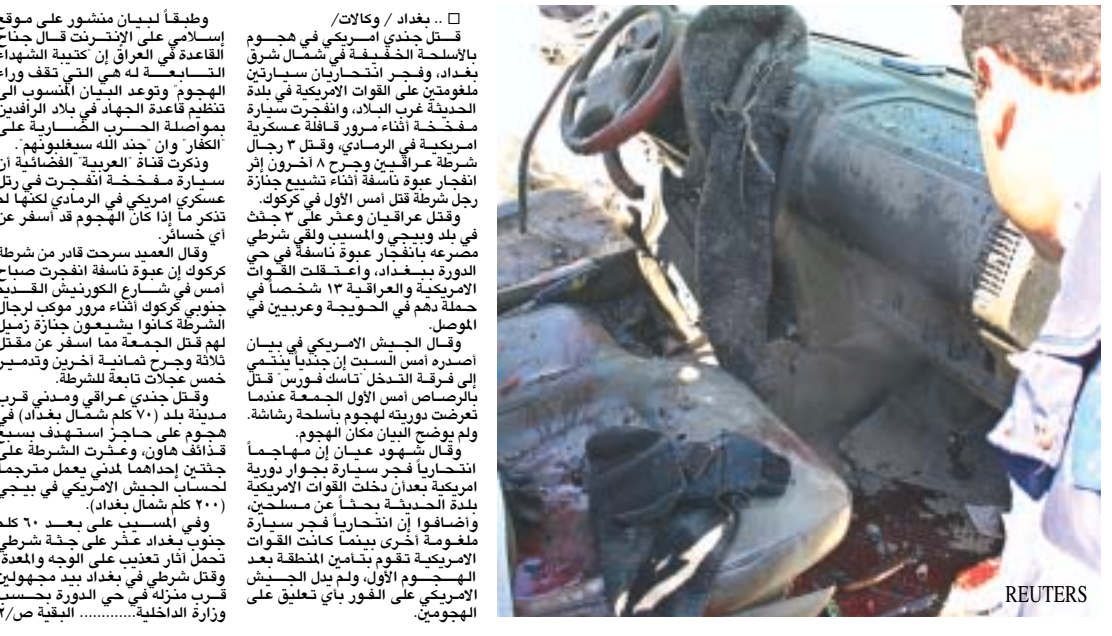 □ .. بغداد / وكالات/
قــتل جندي امــريكي في هجــوم
بالأسلحة الخفيفة في شمال شرق
بغداد، وفجر انتحاريان سيارتين
ملغومتين على القوات الامريكية في بلدة
الحديثة غرب البلاد، وانفجرت سيارة
مفخخة أثناء مرور قافلة عسكرية
امريكية في الرمادي، وقتل ٣ رجال
شرطة عراقيين وجرح ٨ آخرون إثر
انفجار عبوة ناسفة أثناء تشييع جنازة
رجل شرطة قتل أمس الأول في كركوك.
وقتل عراقيان وعثر على ٣ جثث
في بلد وبيجي والمسيب ولقي شرطي
مصرعه بانفجار عبوة ناسفة في حي
الدورة ببغداد، واعتقلت القوات
الامريكية والعراقية ١٣ شخصاً في
حملة دهم في الحويجة وعربيين في
الموصل.
وقال الجيش الامريكي في بيان
أصدره أمس السبت إن جندياً ينتمي
إلى فرقة التدخل "تاسك فورس" قتل
بالرصاص أمس الأول الجمعة عندما
تعرضت دوريته لهجوم بأسلحة رشاشة.
ولم يوضح البيان مكان الهجوم.
وقال شهود عيان إن مهاجماً
انتحارياً فجر سيارة بجوار دورية
امريكية بعدأن دخلت القوات الامريكية
بلدة الحديثة بحثاً عن مسلحين،
وأضافوا إن انتحارياً فجر سيارة
ملغومة أخرى بينما كانت القوات
الامريكية تقوم بتأمين المنطقة بعد
الهجوم الأول، ولم يدل الجيش
الامريكي على الفور بأي تعليق على
الهجومين.
وطبقاً لبيان منشور على موقع
إسلامي على الإنترنت قال جناح
القاعدة في العراق إن "كتيبة الشهداء
التابعة له هي التي تقف وراء
الهجوم" وتوعد البيان المنسوب الى
تنظيم قاعدة الجهاد في بلاد الرافدين
بمواصلة الحرب الضارية على
"الكفار" وان "جند الله سيغلبونهم".
وذكرت قناة "العربية" الفضائية أن
سيارة مفخخة انفجرت في رتل
عسكري امريكي في الرمادي لكنها لم
تذكر ما إذا كان الهجوم قد أسفر عن
أي خسائر.
وقال العميد سرحت قادر من شرطة
كركوك إن عبوة ناسفة انفجرت صباح
أمس في شارع الكورنيش القديم
جنوبي كركوك أثناء مرور موكب لرجال
الشرطة كانوا يشيعون جنازة زميل
لهم قتل الجمعة مما اسفر عن مقتل
ثلاثة وجرح ثمانية آخرين وتدمير
خمس عجلات تابعة للشرطة.
وقتل جندي عراقي ومدني قرب
مدينة بلد (٧٠ كلم شمال بغداد) في
هجوم على حاجز استهدف بسبع
قذائف هاون، وعثرت الشرطة على
جثتين إحداهما لمدني يعمل مترجماً
لحساب الجيش الامريكي في بيجي
(٢٠٠ كلم شمال بغداد).
وفي المسيب على بعد ٦٠ كلم
جنوب بغداد عثر على جثة شرطي
تحمل آثار تعذيب على الوجه والمعدة
وقتل شرطي في بغداد بيد مجهولين
قرب منزله في حي الدورة بحسب
وزارة الداخلية............. البقية ص/٢
REUTERS